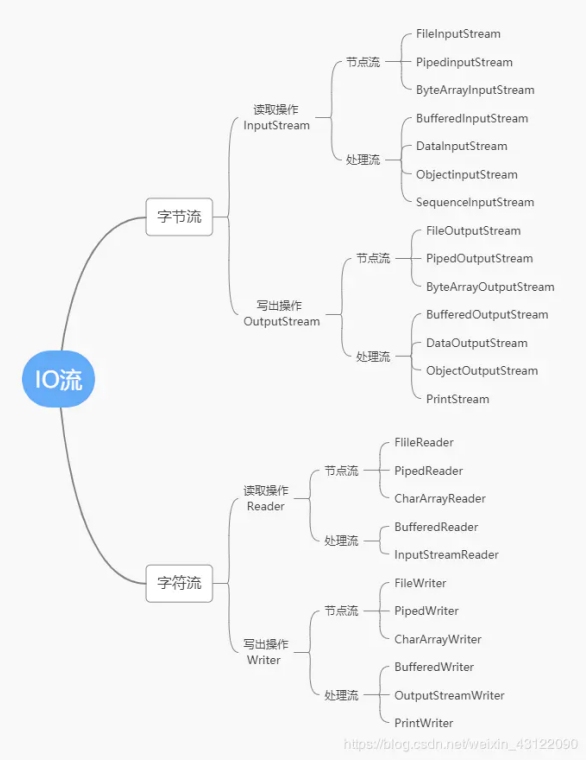 IO流
字节流
读取操作
InputStream
节点流
FileInputStream
PipedinputStream
ByteArrayInputStream
处理流
BufferedInputStream
DataInputStream
ObjectinputStream
SequenceInputStream
写出操作
OutputStream
节点流
FileOutputStream
PipedOutputStream
ByteArrayOutputStream
处理流
BufferedOutputStream
DataOutputStream
ObjectOutputStream
PrintStream
字符流
读取操作
Reader
节点流
FlileReader
PipedReader
CharArrayReader
处理流
BufferedReader
InputStreamReader
写出操作
Writer
节点流
FileWriter
PipedWriter
CharArrayWriter
处理流
BufferedWriter
OutputStreamWriter
PrintWriter
https://blog.csdn.net/weixin_43122090